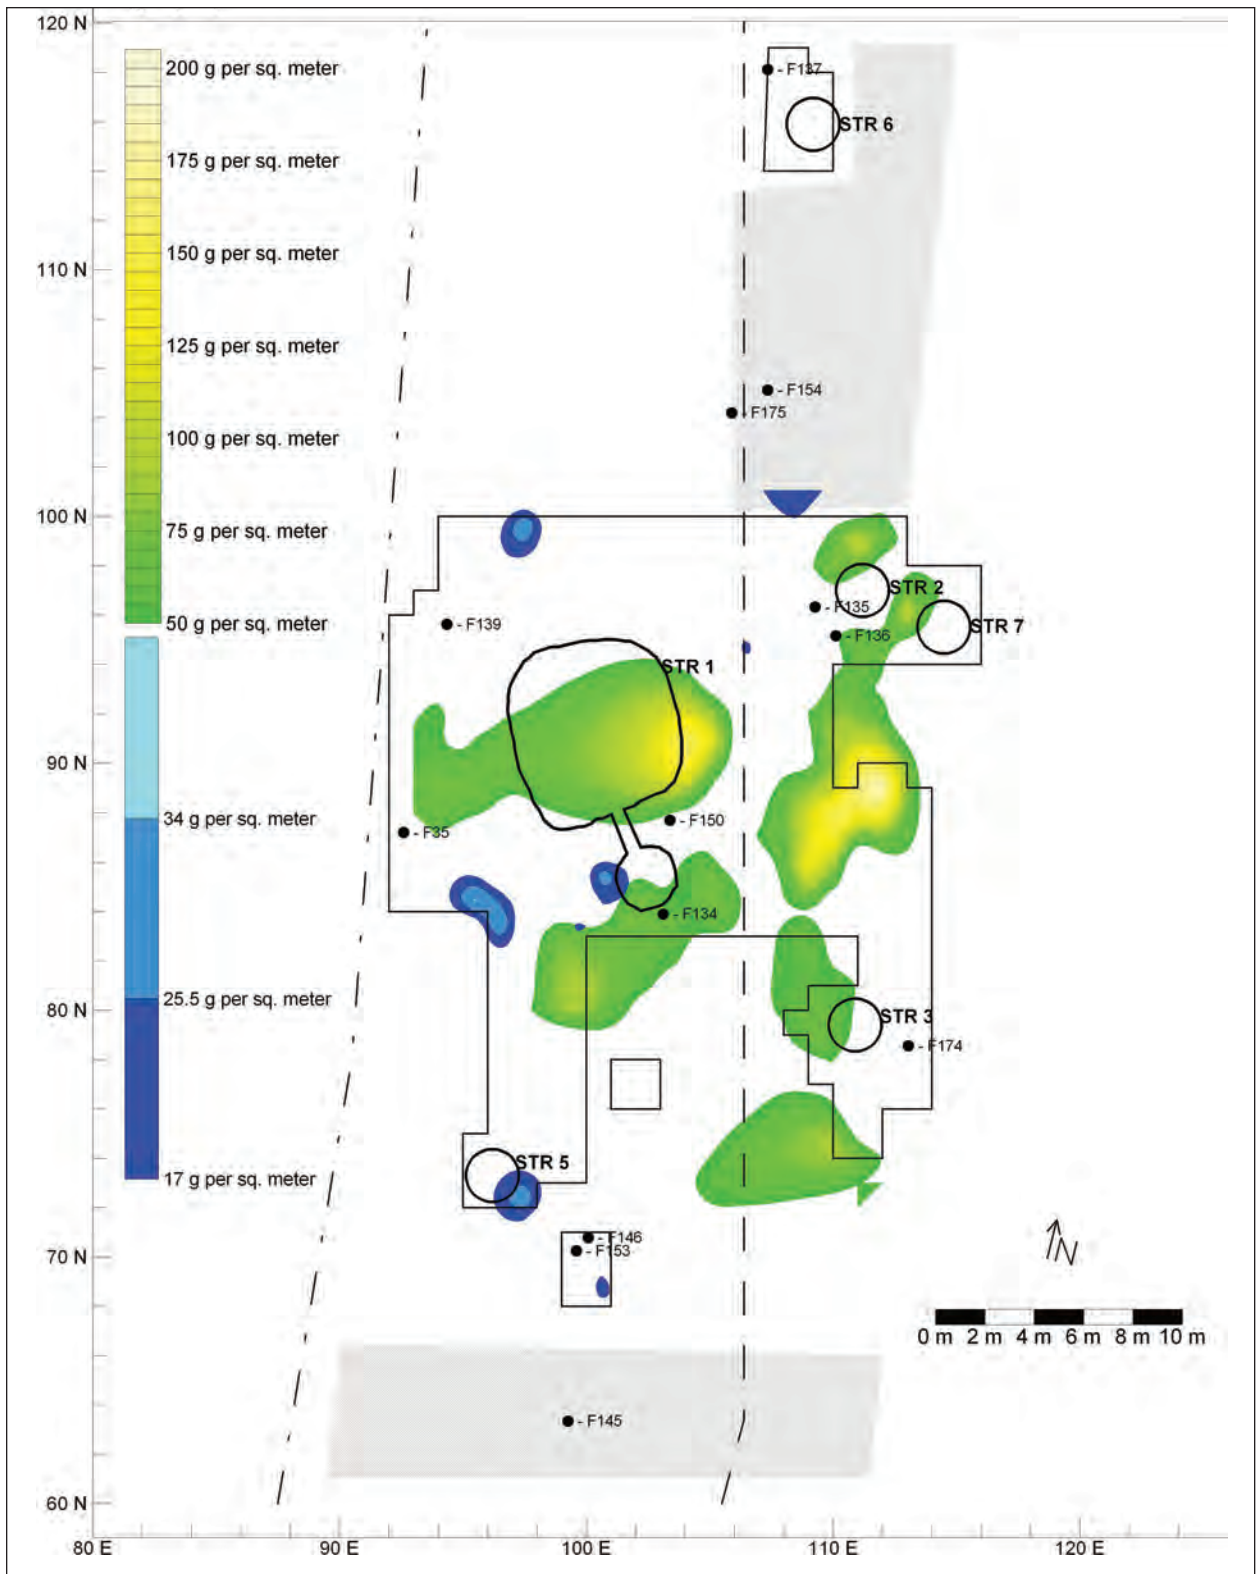 120 N
200 g per sq. meter
- F137
STR 6
175 g per sq. meter
150 g per sq. meter
110 N
125 g per sq. meter
- F154
- F175
100 g per sq. meter
100 N
75 g per sq. meter
STR 2
- F135
50 g per sq. meter
- F139
STR 7
- F136
STR 1
90 N
34 g per sq. meter
- F150
- F35
- F134
80 N
25.5 g per sq. meter
STR 3
- F174
STR 5
17 g per sq. meter
- F146
- F153
70 N
N
0 m 2 m 4 m 6 m 8 m 10 m
- F145
60 N
80 E 90 E 100 E 110 E 120 E